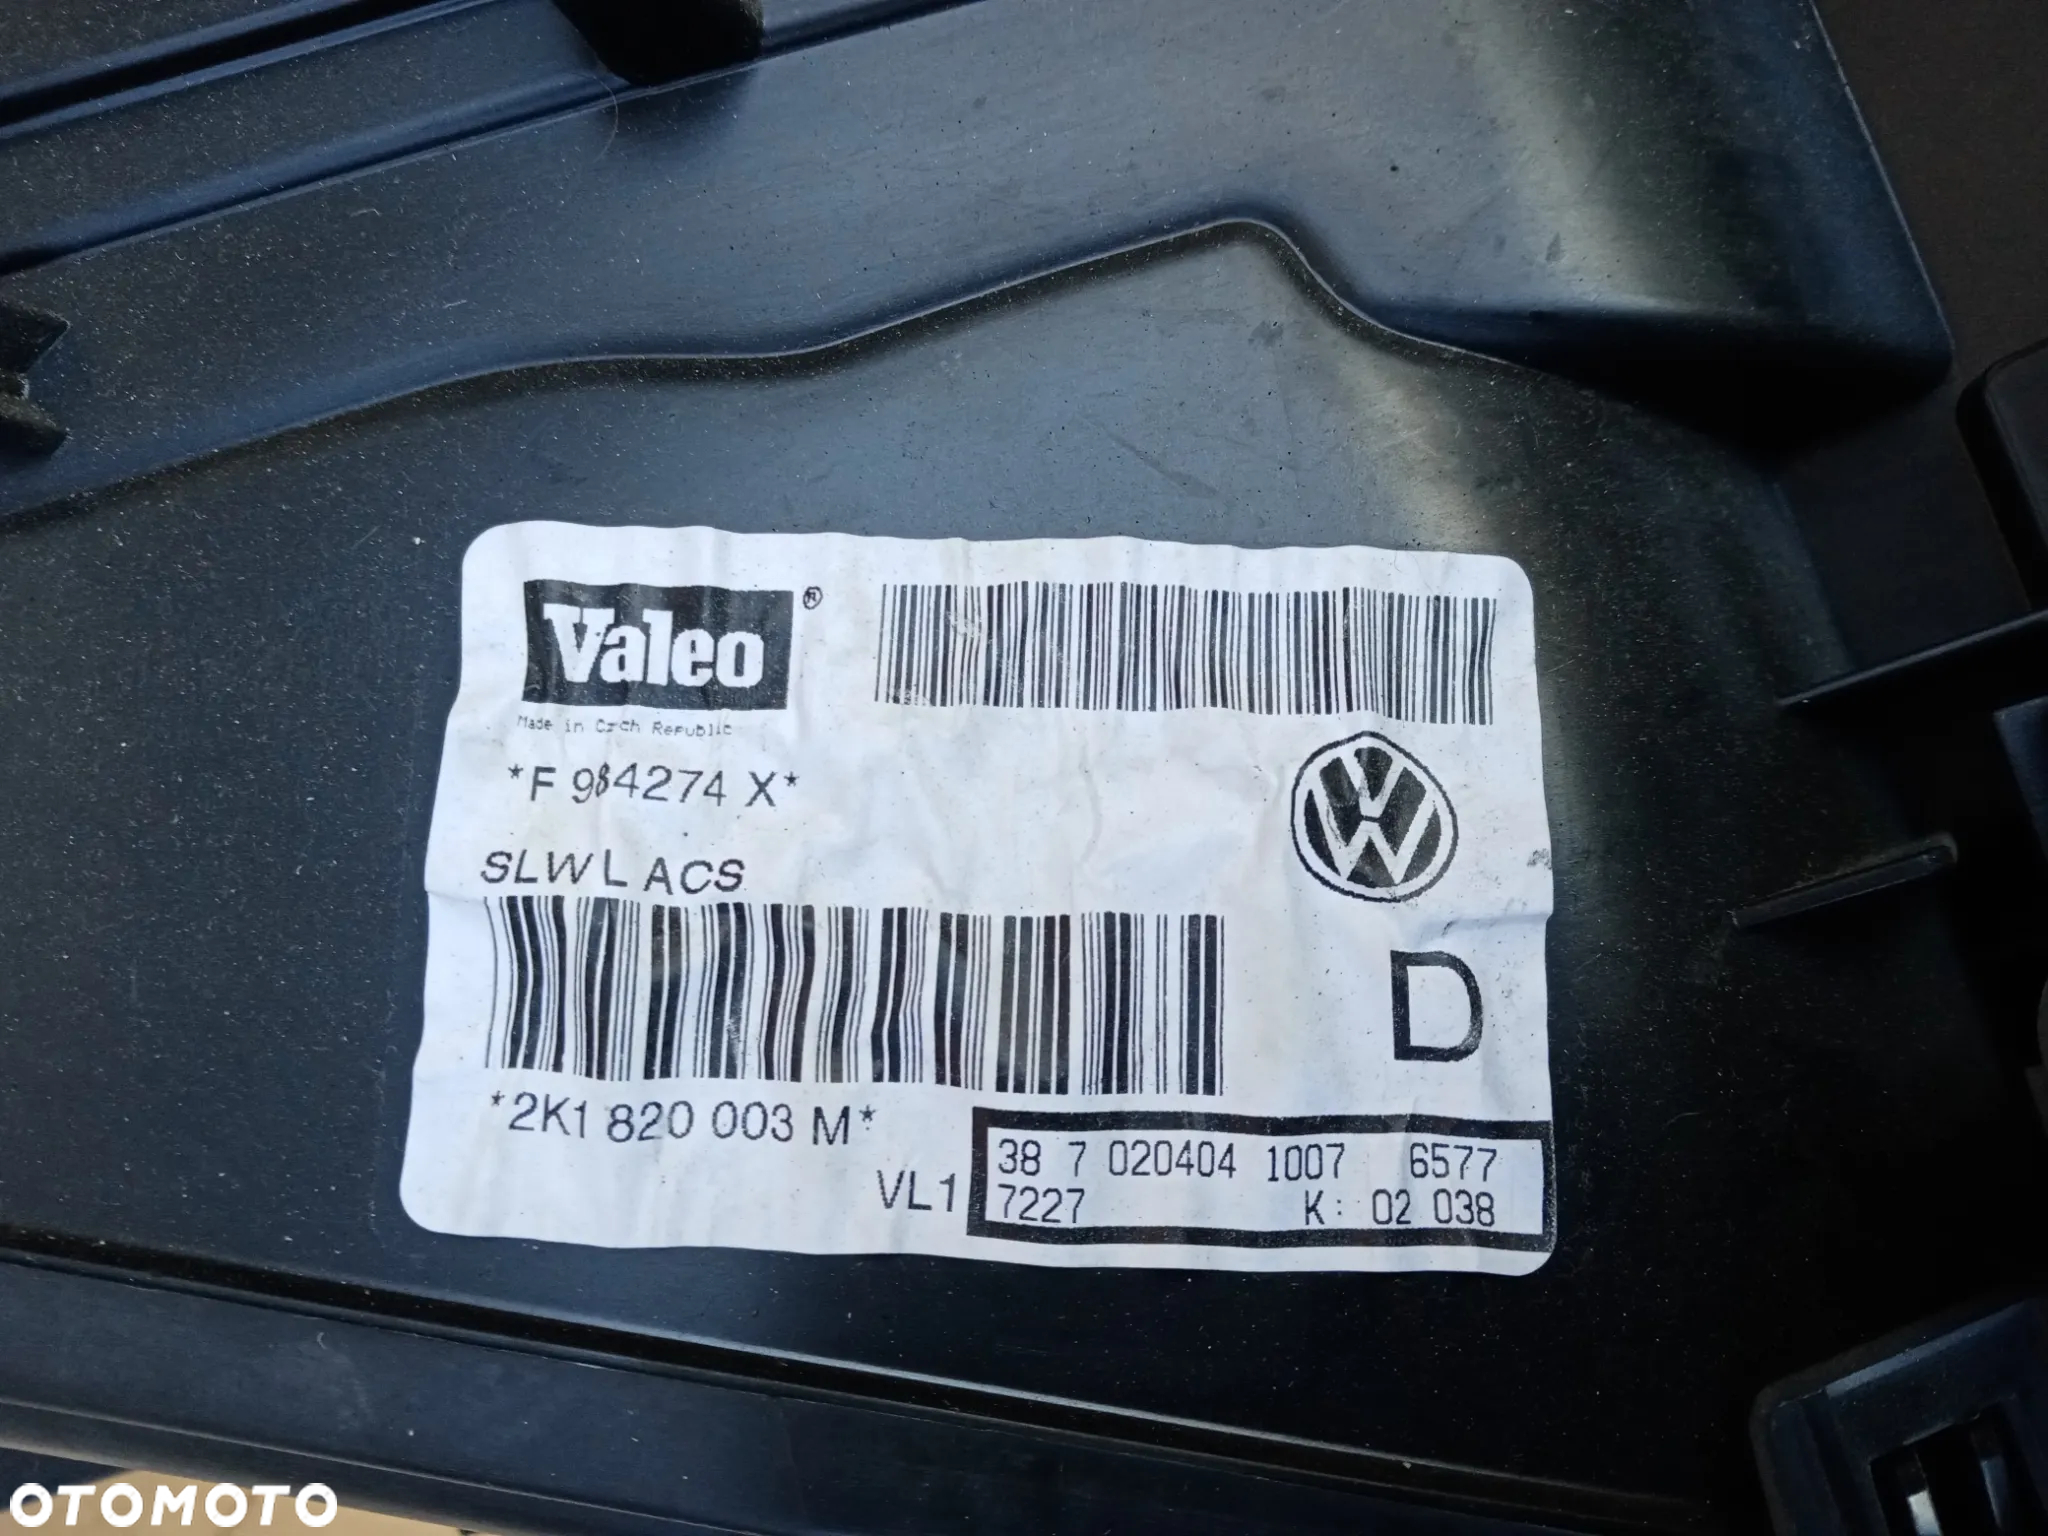 Valeo®
Made in Czch Republic
*F 984274 X*
SLW L ACS
D
*2K1 820 003 M*
VL1
38 7 020404 1007 6577
7227 K: 02 038
OTOMOTO